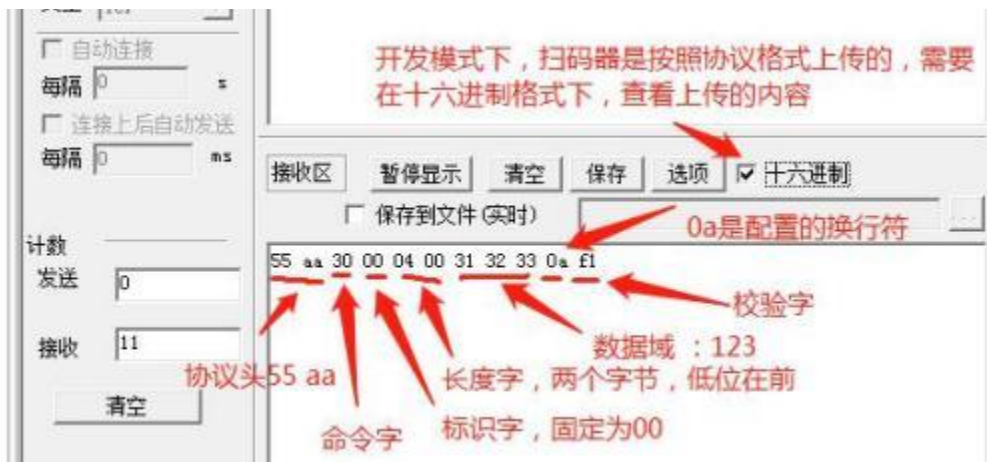 自动连接
每隔 0 s
连接上后自动发送
每隔 0 ms
计数
发送 0
接收 11
清空
开发模式下，扫码器是按照协议格式上传的，需要
在十六进制格式下，查看上传的内容
接收区 暂停显示 清空 保存 选项 十六进制
保存到文件(实时) ...
0a是配置的换行符
55 aa 30 00 04 00 31 32 33 0a f1
校验字
数据域 ：123
协议头55 aa
长度字，两个字节，低位在前
命令字
标识字，固定为00